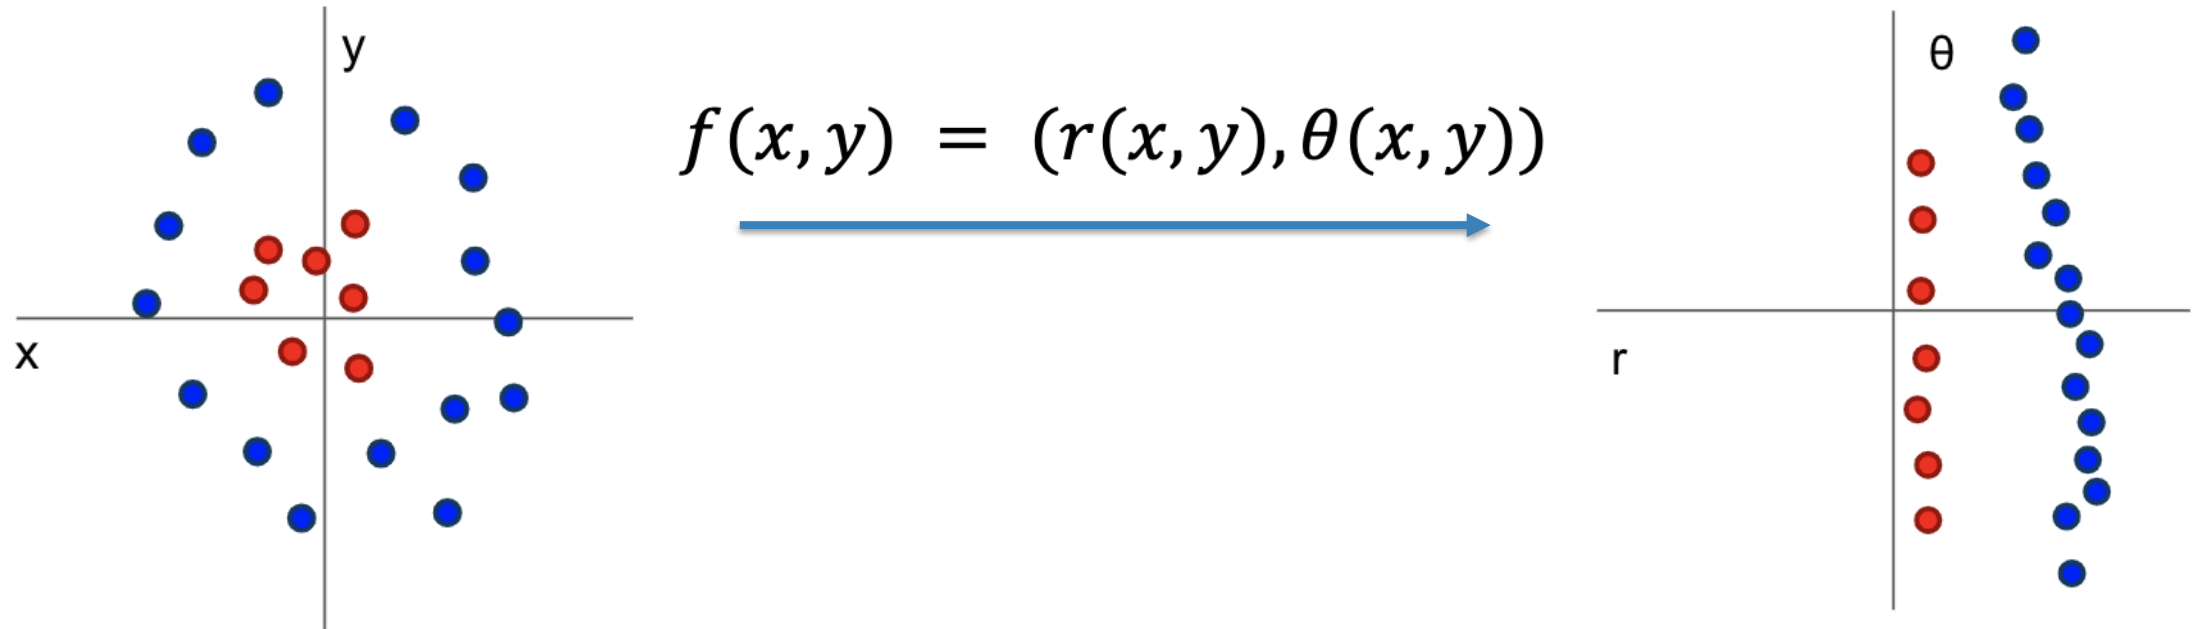 y
x
f(x, y) = (r(x, y), θ(x, y))
θ
r